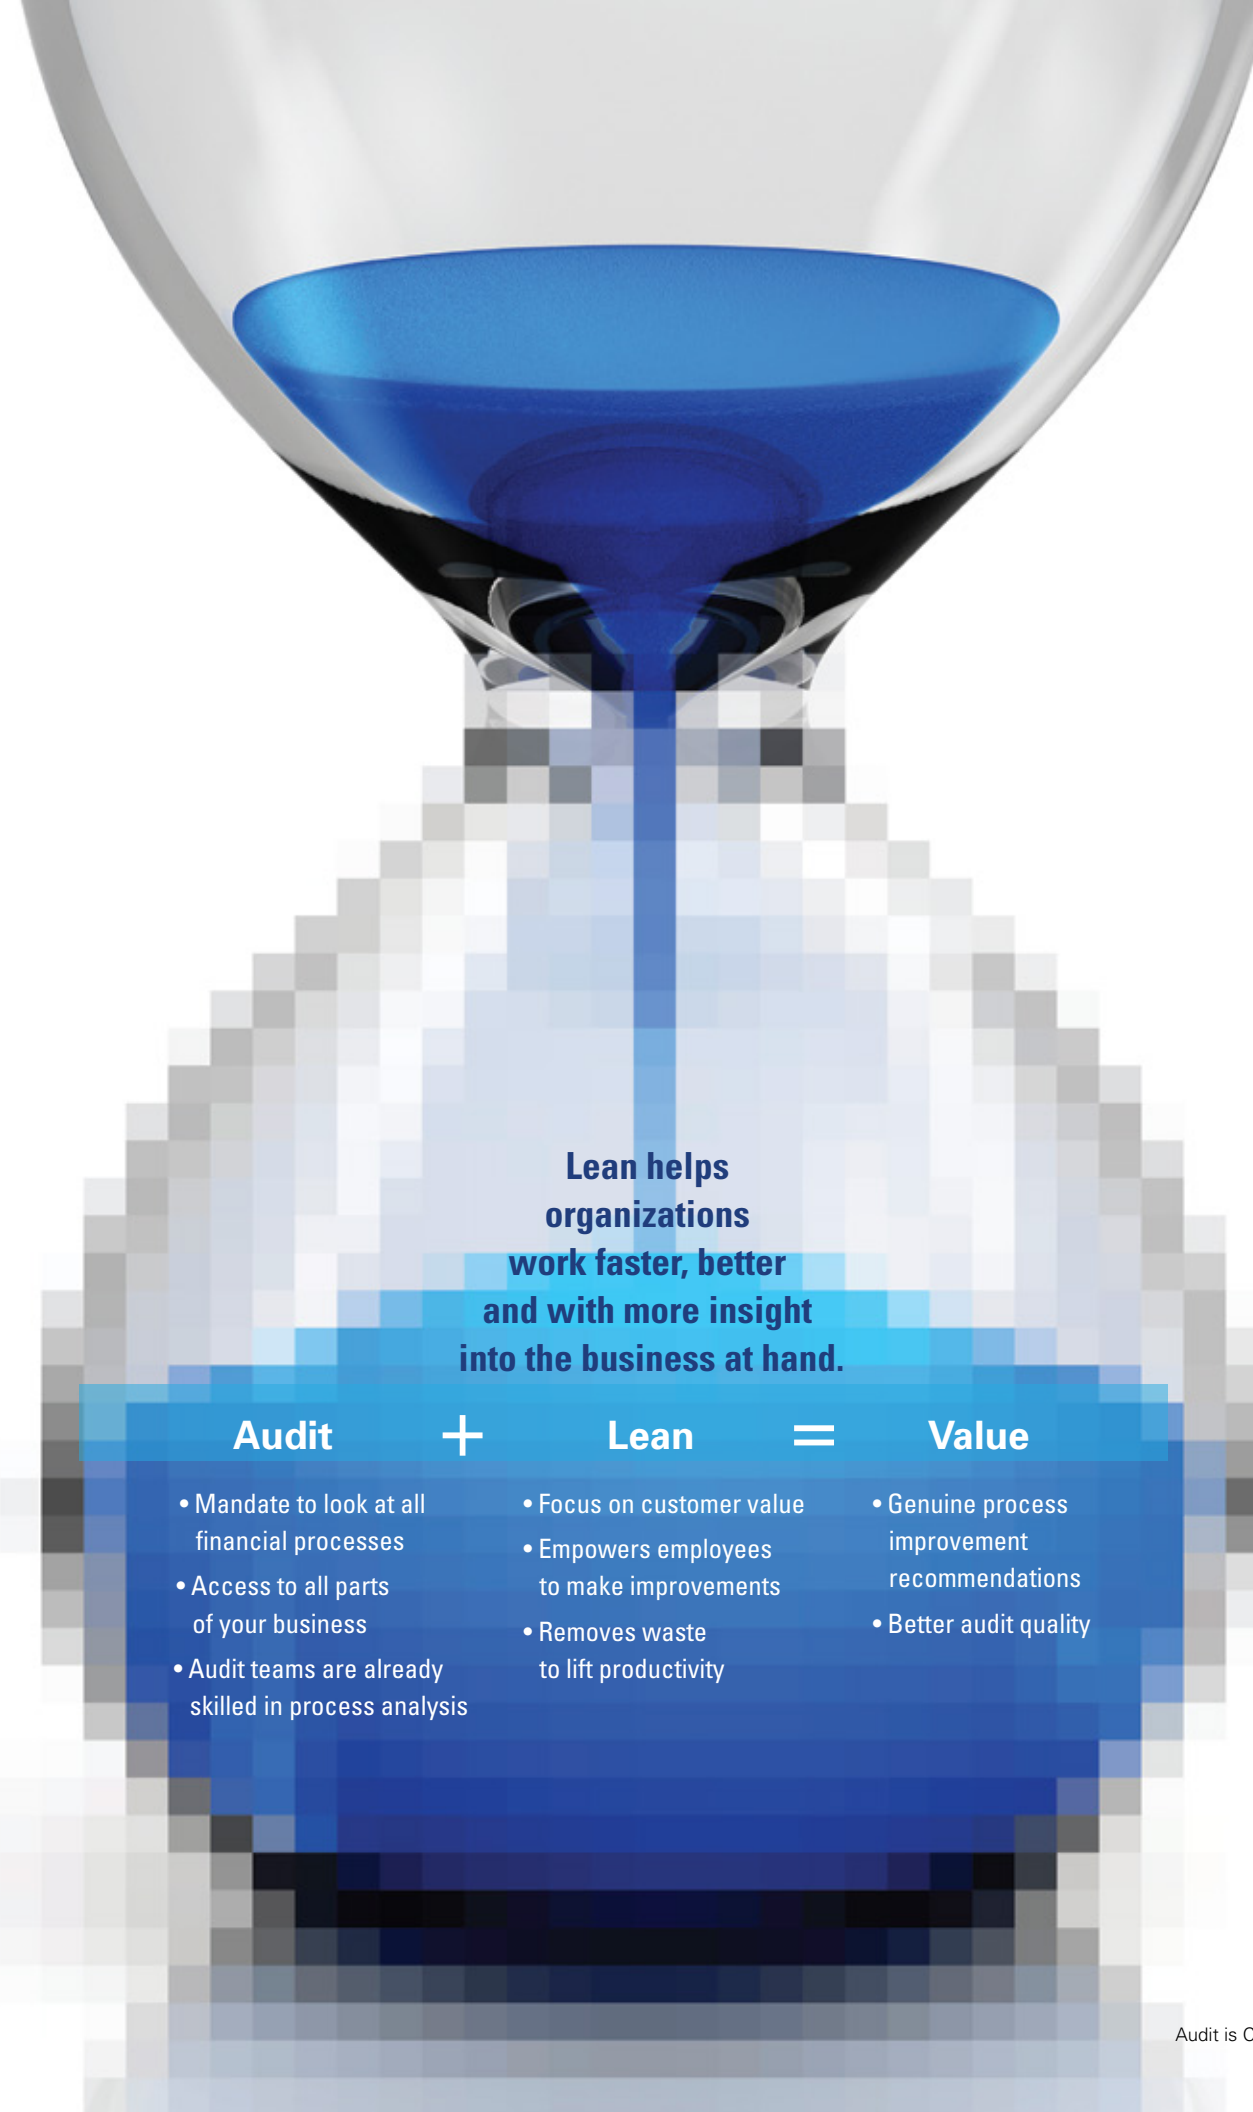 Lean helps
organizations
work faster, better
and with more insight
into the business at hand.
Audit + Lean = Value
• Mandate to look at all
financial processes
• Access to all parts
of your business
• Audit teams are already
skilled in process analysis
• Focus on customer value
• Empowers employees
to make improvements
• Removes waste
to lift productivity
• Genuine process
improvement
recommendations
• Better audit quality
Audit is